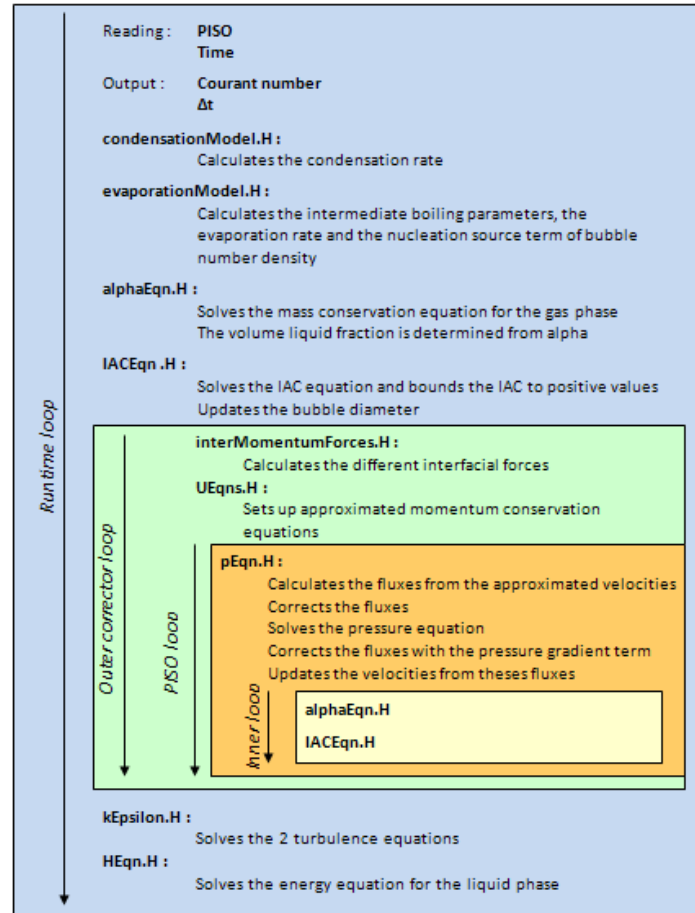 Reading : PISO
Time
Output : Courant number
Δt
condensationModel.H :
Calculates the condensation rate
evaporationModel.H :
Calculates the intermediate boiling parameters, the
evaporation rate and the nucleation source term of bubble
number density
alphaEqn.H :
Solves the mass conservation equation for the gas phase
The volume liquid fraction is determined from alpha
IACEqn .H :
Solves the IAC equation and bounds the IAC to positive values
Updates the bubble diameter
Runtime loop
interMomentumForces.H :
Calculates the different interfacial forces
UEqns.H :
Sets up approximated momentum conservation
equations
Outer corrector loop
PISO loop
pEqn.H :
Calculates the fluxes from the approximated velocities
Corrects the fluxes
Solves the pressure equation
Corrects the fluxes with the pressure gradient term
Updates the velocities from theses fluxes
Inner loop
alphaEqn.H
IACEqn.H
kEpsilon.H :
Solves the 2 turbulence equations
HEqn.H :
Solves the energy equation for the liquid phase